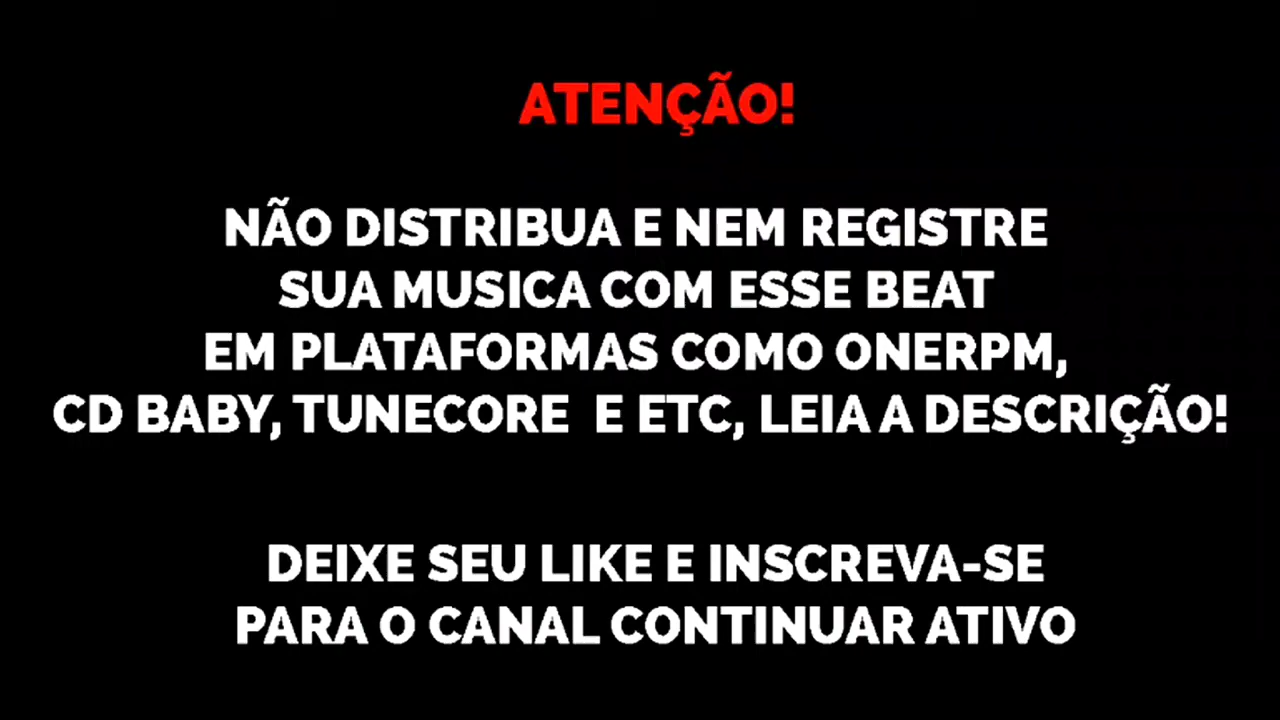 ATENÇÃO!
NÃO DISTRIBUA E NEM REGISTRE
SUA MUSICA COM ESSE BEAT
EM PLATAFORMAS COMO ONERPM,
CD BABY, TUNECORE E ETC, LEIA A DESCRIÇÃO!
DEIXE SEU LIKE E INSCREVA-SE
PARA O CANAL CONTINUAR ATIVO